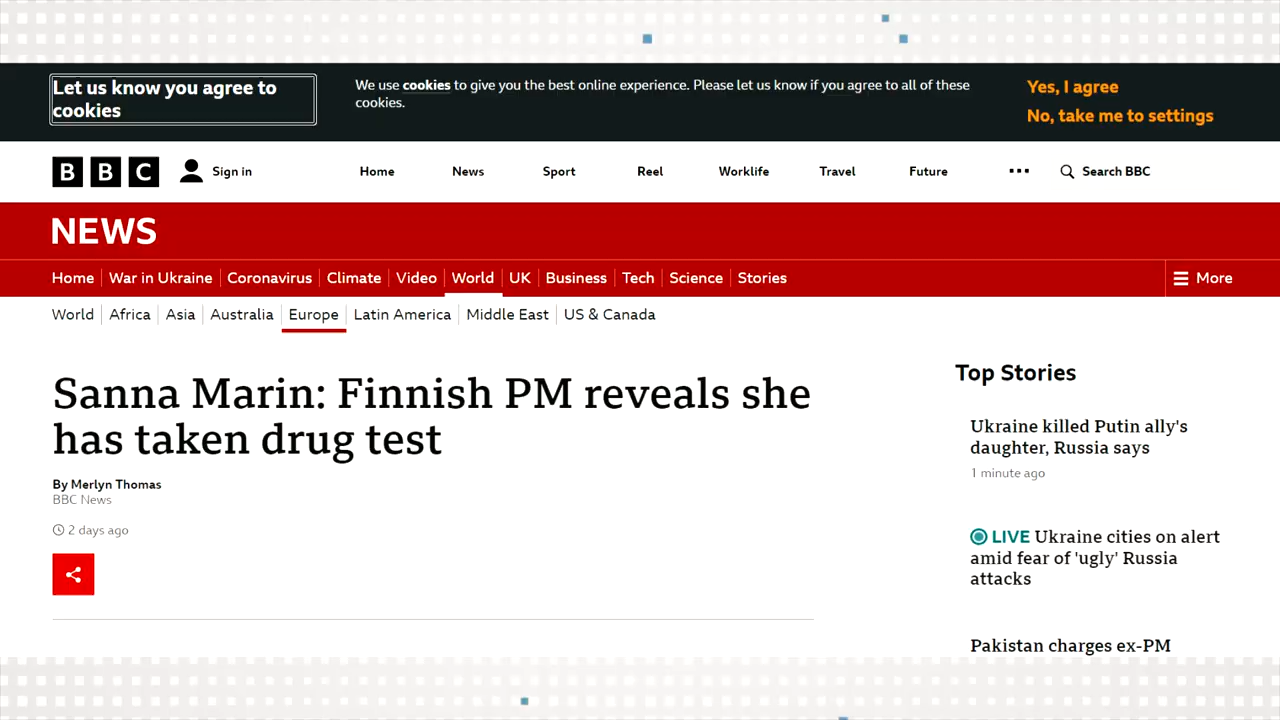 Let us know you agree to
cookies
We use cookies to give you the best online experience. Please let us know if you agree to all of these
cookies.
Yes, I agree
No, take me to settings
BBC
Sign in
Home
News
Sport
Reel
Worklife
Travel
Future
Search BBC
NEWS
Home
War in Ukraine
Coronavirus
Climate
Video
World
UK
Business
Tech
Science
Stories
More
World
Africa
Asia
Australia
Europe
Latin America
Middle East
US & Canada
Sanna Marin: Finnish PM reveals she
has taken drug test
By Merlyn Thomas
BBC News
2 days ago
Top Stories
Ukraine killed Putin ally's
daughter, Russia says
1 minute ago
LIVE Ukraine cities on alert
amid fear of 'ugly' Russia
attacks
Pakistan charges ex-PM